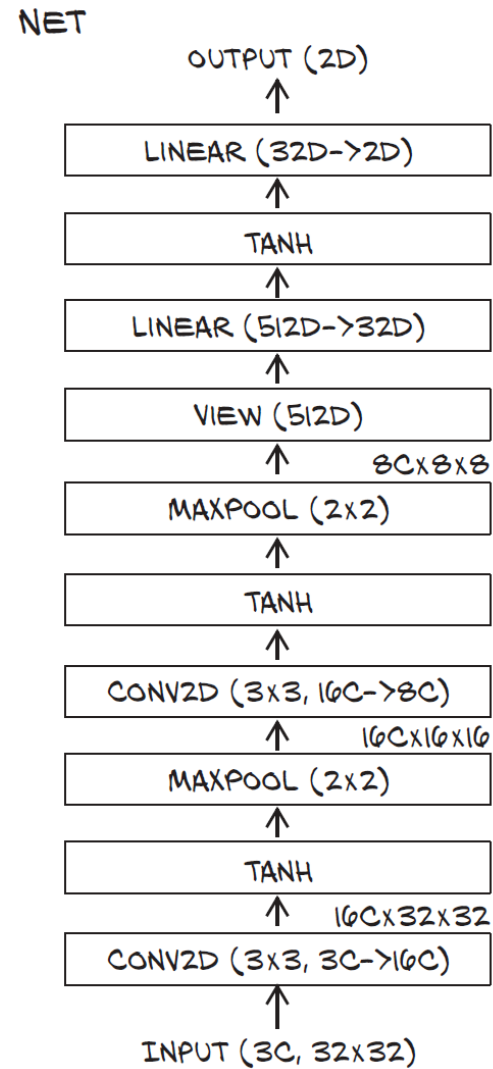 NET
OUTPUT (2D)
LINEAR (32D->2D)
TANH
LINEAR (512D->32D)
VIEW (512D)
8CX8X8
MAXPOOL (2X2)
TANH
CONV2D (3X3, 16C->8C)
16CX16X16
MAXPOOL (2X2)
TANH
16CX32X32
CONV2D (3X3, 3C->16C)
INPUT (3C, 32X32)